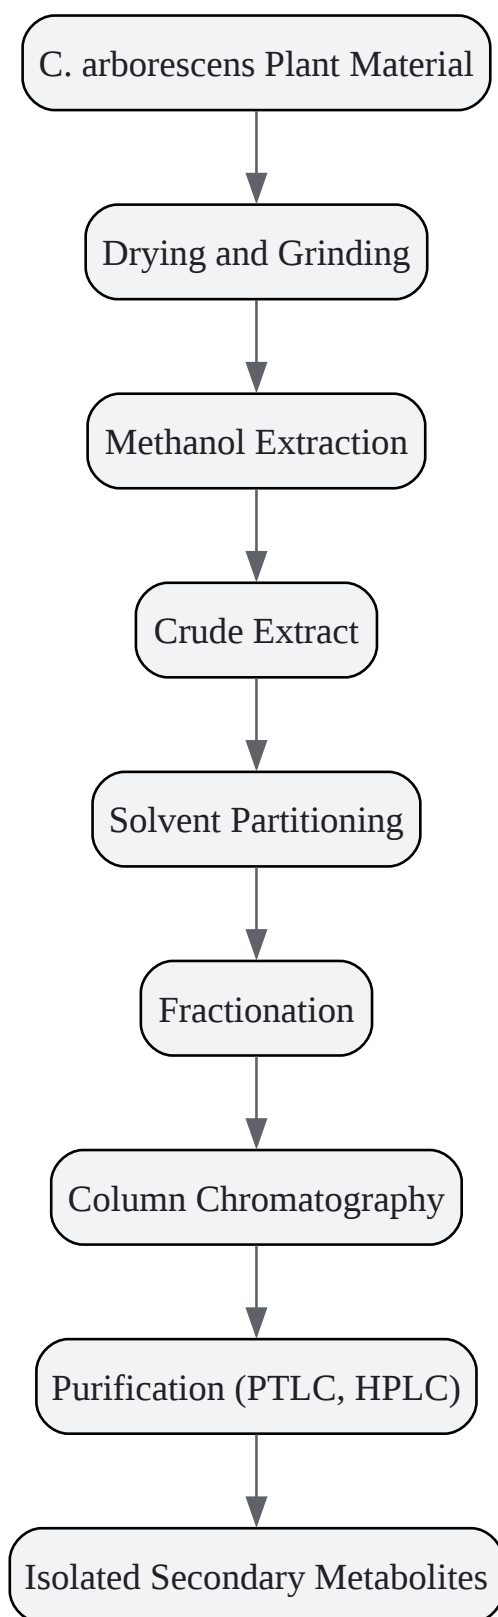 C. arborescens Plant Material
Drying and Grinding
Methanol Extraction
Crude Extract
Solvent Partitioning
Fractionation
Column Chromatography
Purification (PTLC, HPLC)
Isolated Secondary Metabolites